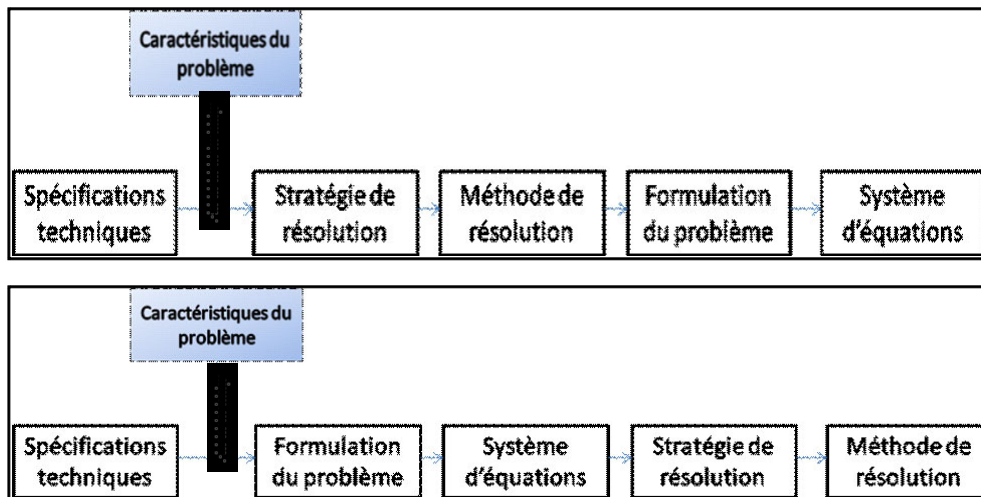 Caractéristiques du
problème
Spécifications
techniques
Stratégie de
résolution
Méthode de
résolution
Formulation
du problème
Système
d'équations
Caractéristiques du
problème
Spécifications
techniques
Formulation
du problème
Système
d'équations
Stratégie de
résolution
Méthode de
résolution